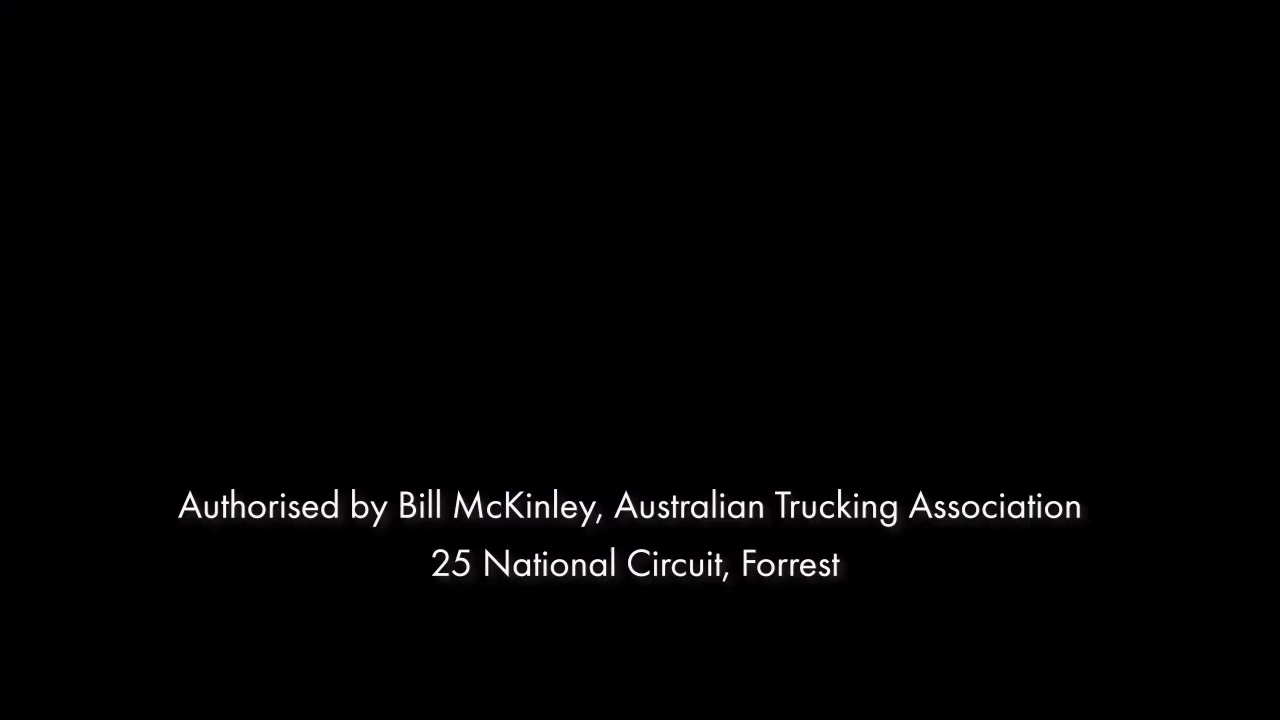 Authorised by Bill McKinley, Australian Trucking Association
25 National Circuit, Forrest